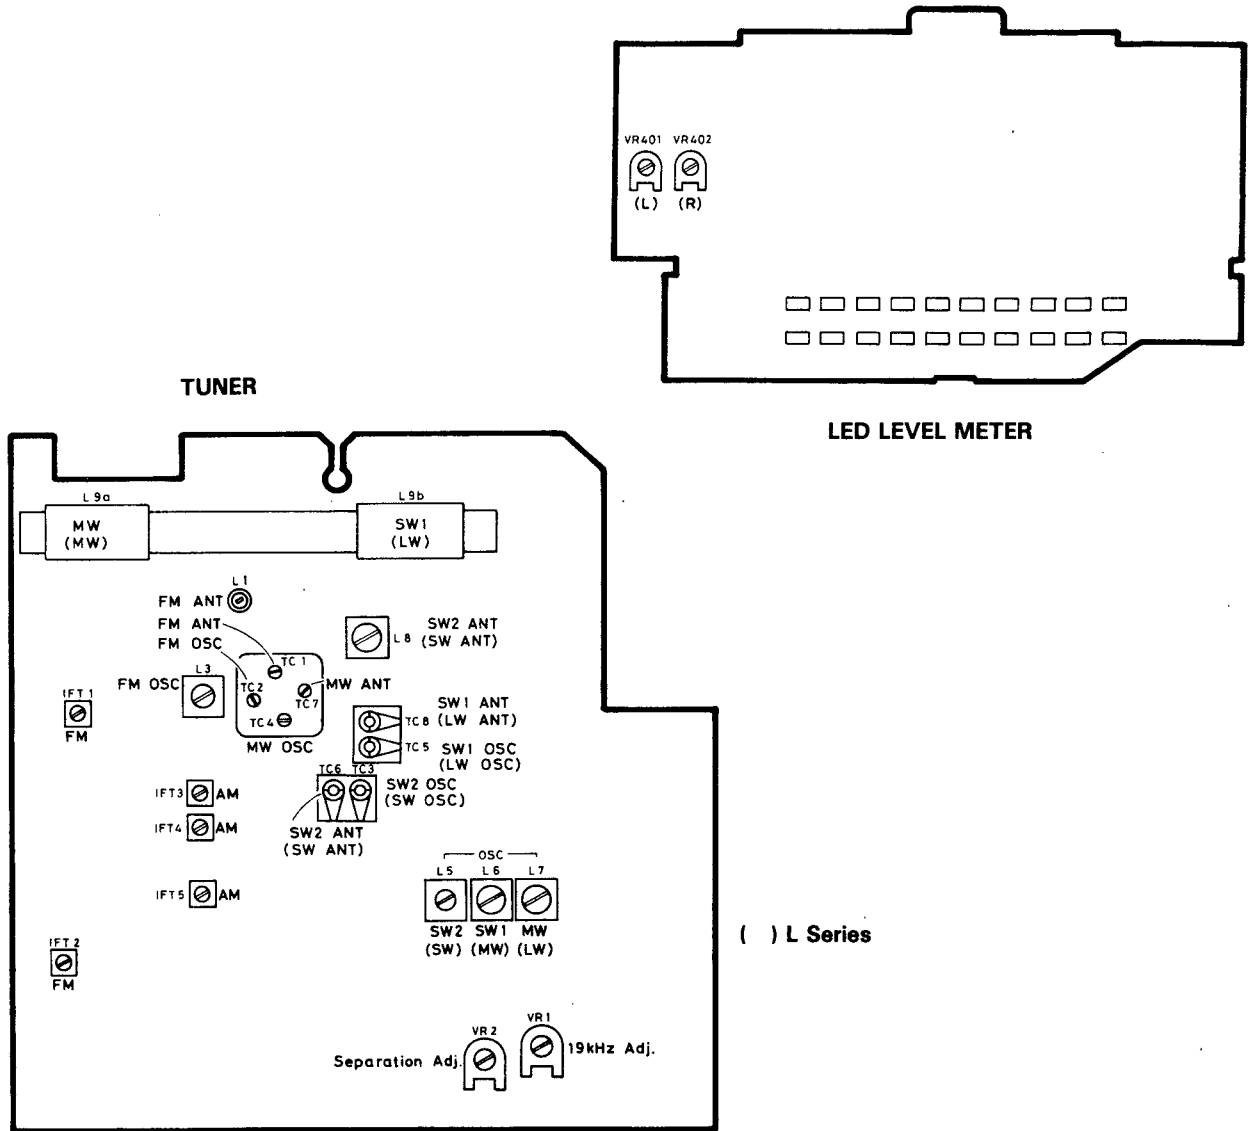 VR401 VR402
(L) (R)
LED LEVEL METER
TUNER
L9a
MW
(MW)
L9b
SW1
(LW)
L1
FM ANT
FM ANT
FM OSC
TC1
TC2
TC7
TC4
MW ANT
MW OSC
L3
FM OSC
L8
SW2 ANT
(SW ANT)
IFT1
FM
TC8
SW1 ANT
(LW ANT)
TC5
SW1 OSC
(LW OSC)
TC6 TC3
SW2 OSC
(SW OSC)
SW2 ANT
(SW ANT)
IFT3 AM
IFT4 AM
IFT5 AM
IFT2
FM
OSC
L5 L6 L7
SW2 SW1 MW
(SW) (MW) (LW)
( ) L Series
VR2
Separation Adj.
VR1
19kHz Adj.